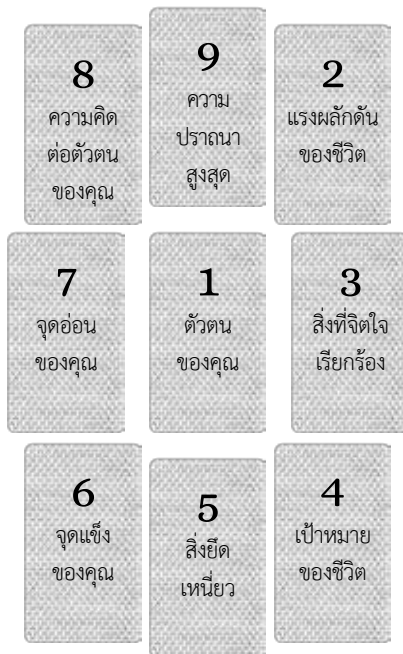 8
ความคิด
ต่อตัวตน
ของคุณ
9
ความ
ปราถนา
สูงสุด
2
แรงผลักดัน
ของชีวิต
7
จุดอ่อน
ของคุณ
1
ตัวตน
ของคุณ
3
สิ่งที่จิตใจ
เรียกร้อง
6
จุดแข็ง
ของคุณ
5
สิ่งยึด
เหนี่ยว
4
เป้าหมาย
ของชีวิต